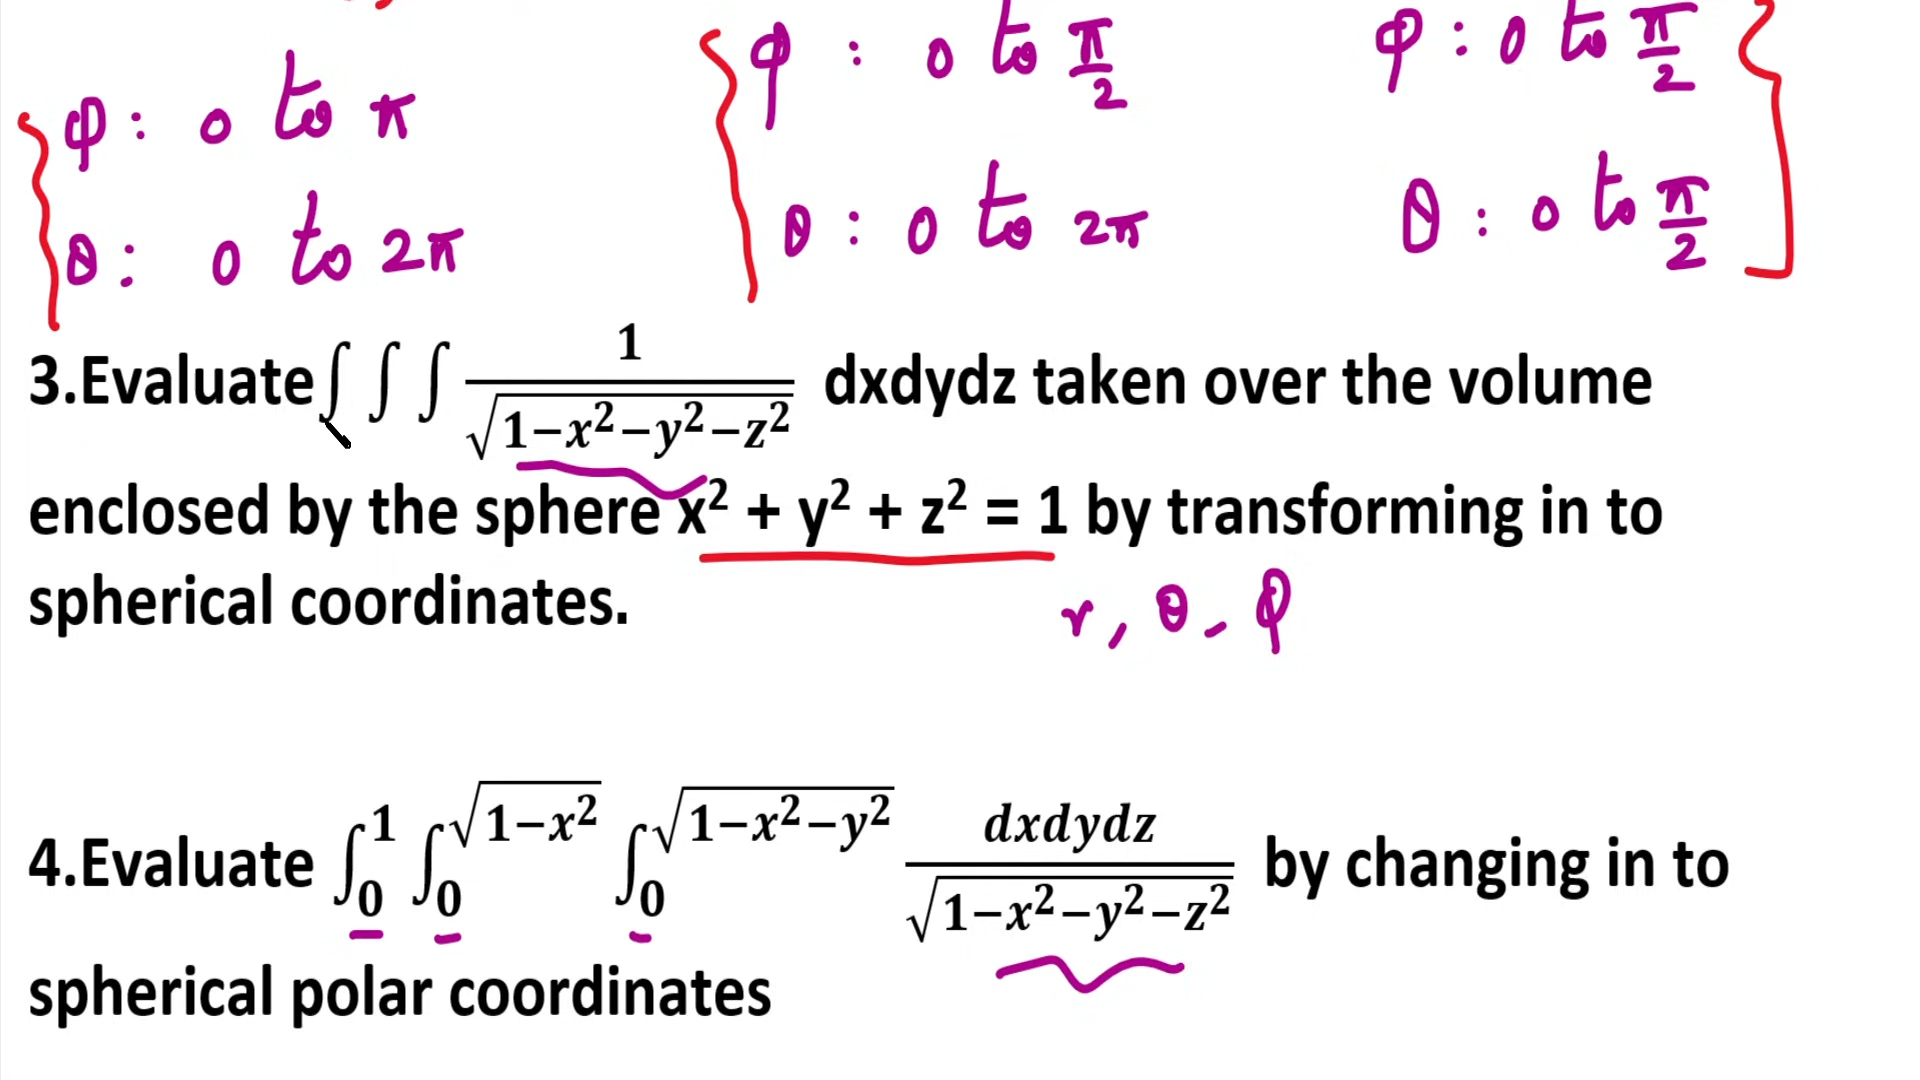 φ : 0 to π/2    φ : 0 to π/2
φ : 0 to π
θ : 0 to 2π    θ : 0 to π/2
θ : 0 to 2π
3.Evaluate∫ ∫ ∫ 1/√(1−x²−y²−z²) dxdydz taken over the volume
enclosed by the sphere x² + y² + z² = 1 by transforming in to
spherical coordinates.
r, θ - φ
4.Evaluate ∫₀¹ ∫₀^√(1−x²) ∫₀^√(1−x²−y²) dxdydz/√(1−x²−y²−z²) by changing in to
spherical polar coordinates